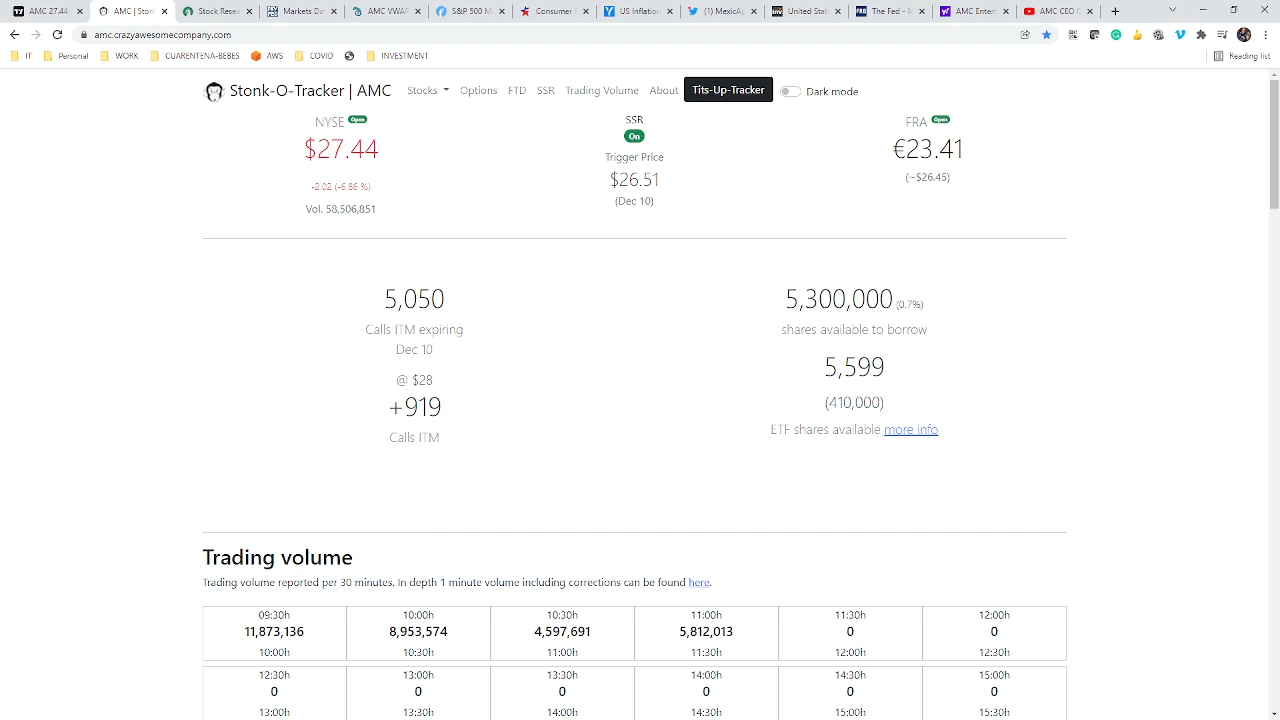 AMC 27.44
AMC | Stonk
Stock Resea
Markets Da
AMC VWAP
S&P 500 M
Consumer P
US Inflation
(1) MexicAp
United State
The Fed - M
AMC Entert
AMC CEO C
amc.crazyawesomecompany.com
IT Personal WORK CUARENTENA-BEBES AWS COVID INVESTMENT Reading list
Stonk-O-Tracker | AMC Stocks Options FTD SSR Trading Volume About Tits-Up-Tracker Dark mode
NYSE Open
$27.44
-2.02 (-6.86 %)
Vol. 58,506,851
SSR
On
Trigger Price
$26.51
(Dec 10)
FRA Open
€23.41
(~$26.45)
5,050
Calls ITM expiring
Dec 10
@ $28
+919
Calls ITM
5,300,000 (0.7%)
shares available to borrow
5,599
(410,000)
ETF shares available more info
Trading volume
Trading volume reported per 30 minutes. In depth 1 minute volume including corrections can be found here.
09:30h 10:00h 10:30h 11:00h 11:30h 12:00h
11,873,136 8,953,574 4,597,691 5,812,013 0 0
10:00h 10:30h 11:00h 11:30h 12:00h 12:30h
12:30h 13:00h 13:30h 14:00h 14:30h 15:00h
0 0 0 0 0 0
13:00h 13:30h 14:00h 14:30h 15:00h 15:30h